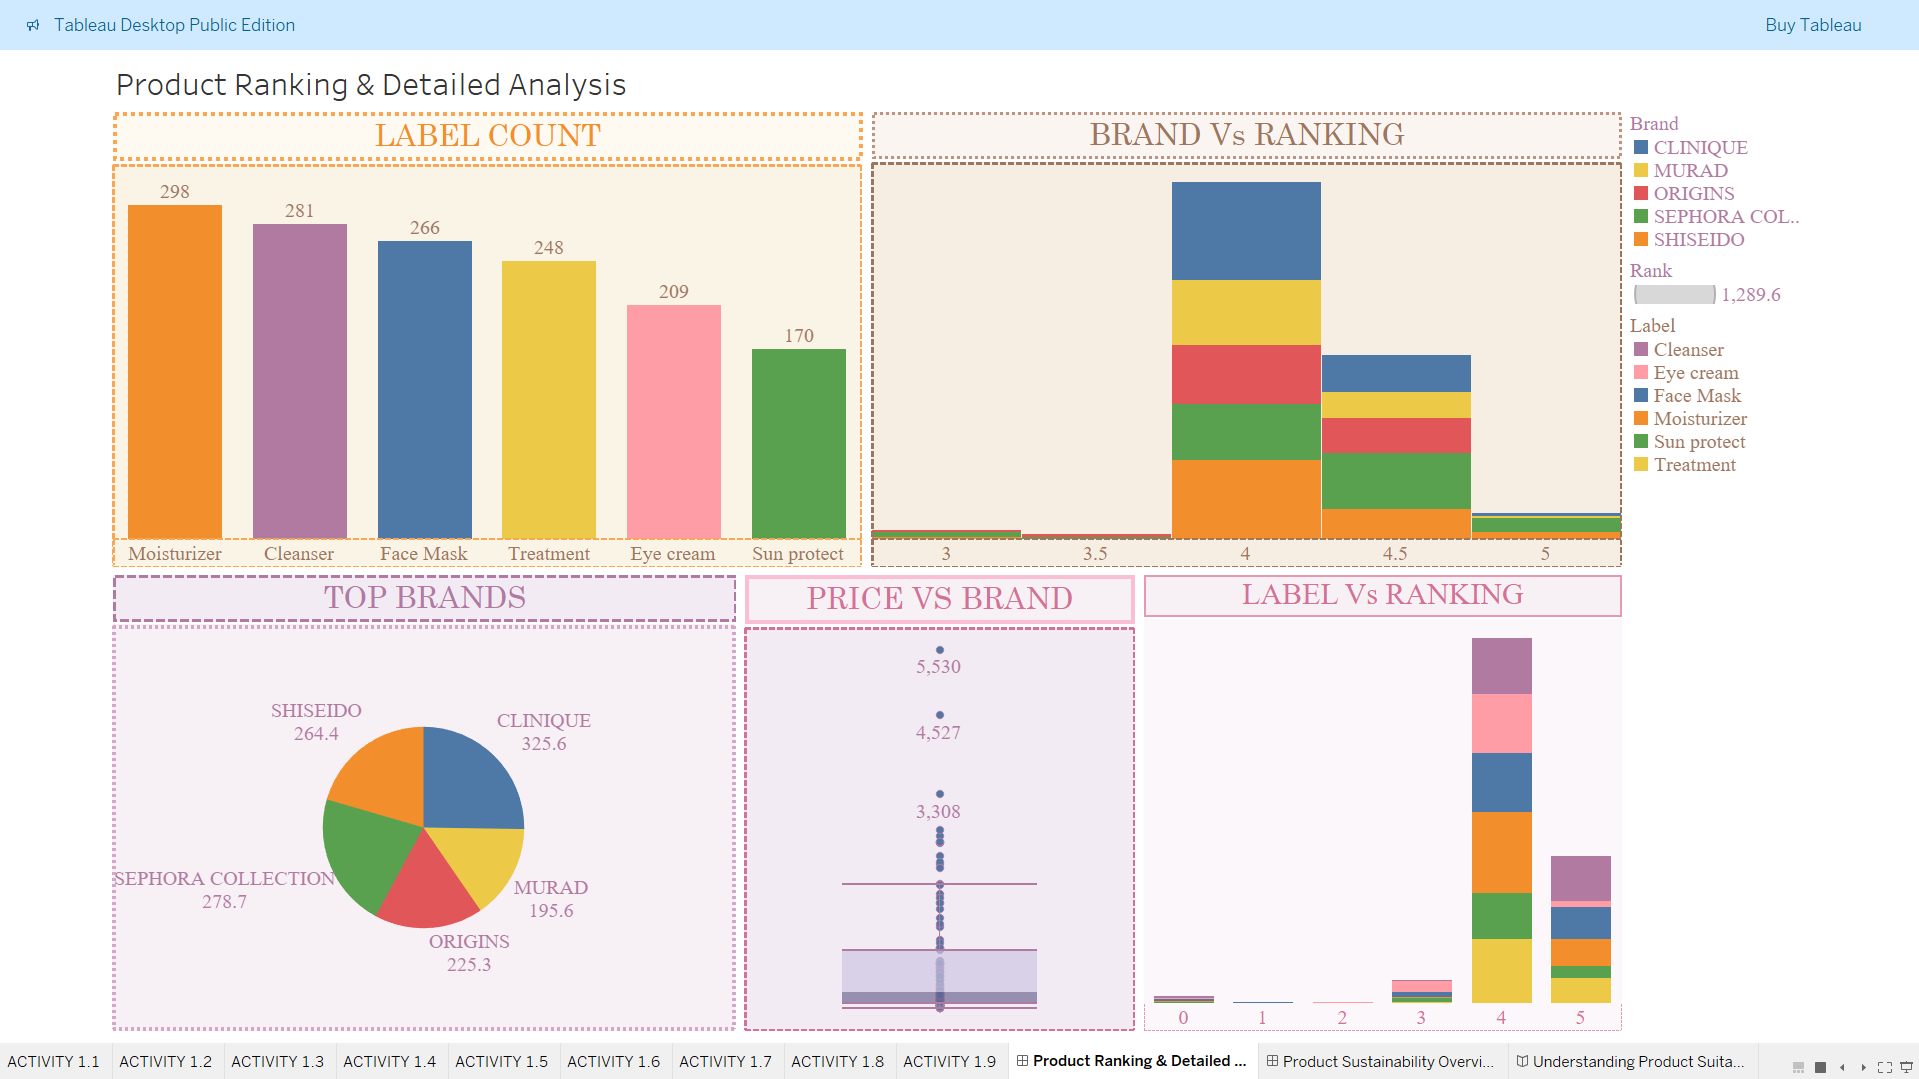 Tableau Desktop Public Edition
Buy Tableau
Product Ranking & Detailed Analysis
LABEL COUNT
298
281
266
248
209
170
Moisturizer
Cleanser
Face Mask
Treatment
Eye cream
Sun protect
BRAND Vs RANKING
3
3.5
4
4.5
5
Brand
CLINIQUE
MURAD
ORIGINS
SEPHORA COL..
SHISEIDO
Rank
1,289.6
Label
Cleanser
Eye cream
Face Mask
Moisturizer
Sun protect
Treatment
TOP BRANDS
SHISEIDO
264.4
CLINIQUE
325.6
SEPHORA COLLECTION
278.7
MURAD
195.6
ORIGINS
225.3
PRICE VS BRAND
5,530
4,527
3,308
LABEL Vs RANKING
0
1
2
3
4
5
ACTIVITY 1.1
ACTIVITY 1.2
ACTIVITY 1.3
ACTIVITY 1.4
ACTIVITY 1.5
ACTIVITY 1.6
ACTIVITY 1.7
ACTIVITY 1.8
ACTIVITY 1.9
Product Ranking & Detailed ...
Product Sustainability Overvi...
Understanding Product Suita...